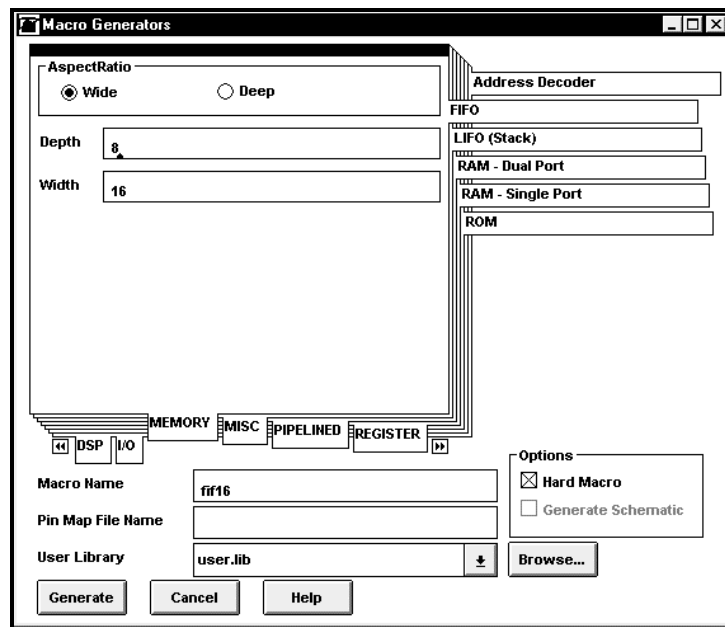 Macro Generators
AspectRatio
Wide
Deep
Depth
8
Width
16
Address Decoder
FIFO
LIFO (Stack)
RAM - Dual Port
RAM - Single Port
ROM
DSP
I/O
MEMORY
MISC
PIPELINED
REGISTER
Macro Name
fif16
Pin Map File Name
User Library
user.lib
Options
Hard Macro
Generate Schematic
Browse...
Generate
Cancel
Help